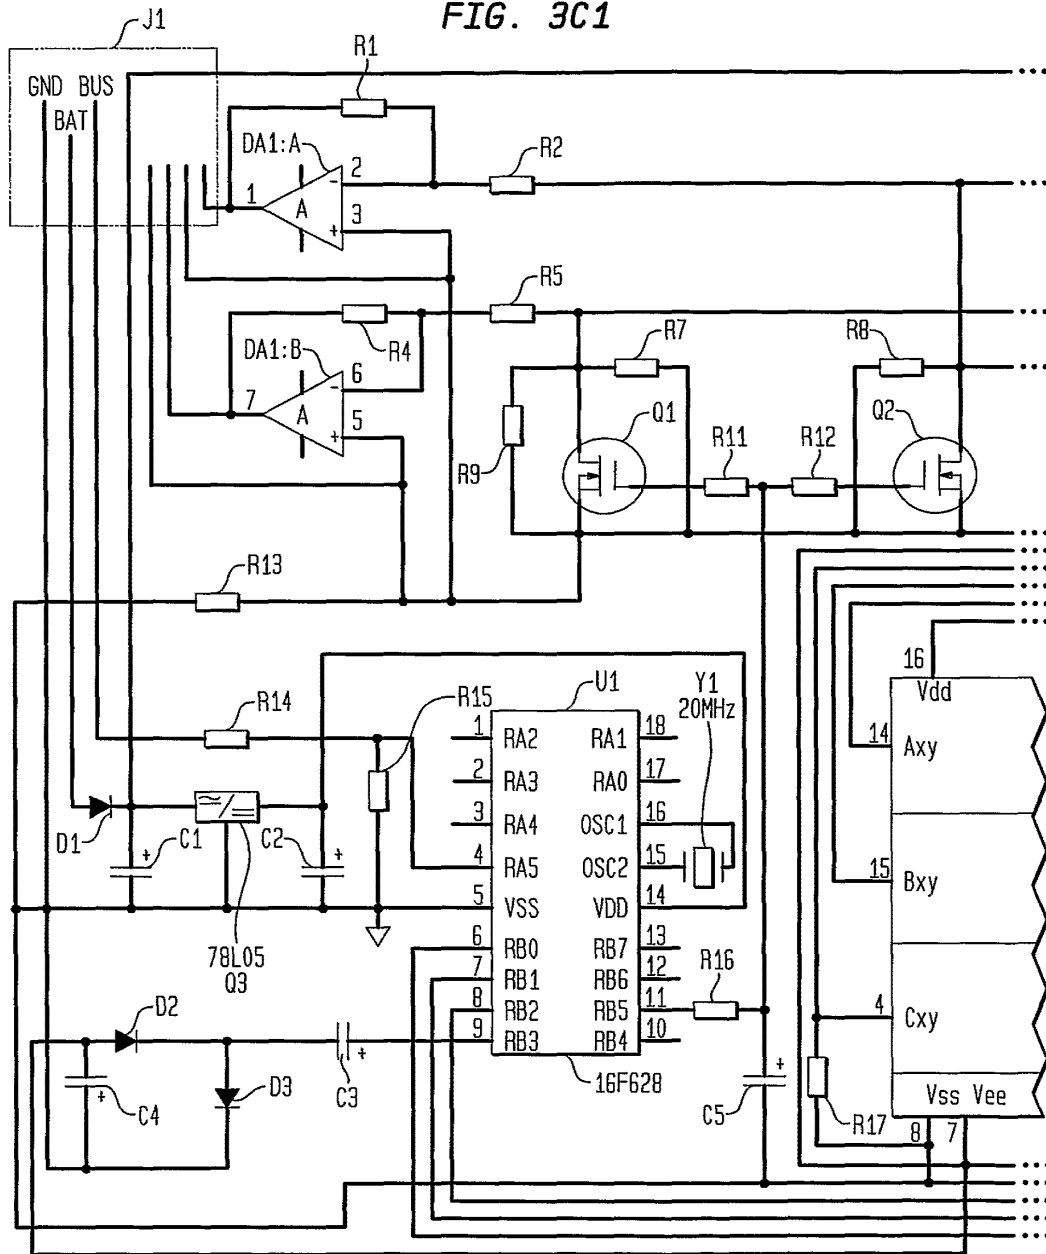 FIG. 3C1
J1
R1
GND BUS
BAT
DA1:A
2
1
A
-
3
+
R2
R5
R4
DA1:B
6
7
A
-
5
+
R7
R8
Q1
Q2
R9
R11
R12
R13
16
Vdd
14
Axy
15
Bxy
4
Cxy
Vss Vee
8
7
R14
R15
U1
Y1
20MHz
1
RA2
RA1
18
2
RA3
RA0
17
3
RA4
OSC1
16
4
RA5
OSC2
15
5
VSS
VDD
14
6
RB0
RB7
13
7
RB1
RB6
12
8
RB2
RB5
11
9
RB3
RB4
10
16F628
D1
C1
+
C2
+
78L05
Q3
R16
D2
D3
C3
+
C4
+
C5
+
R17